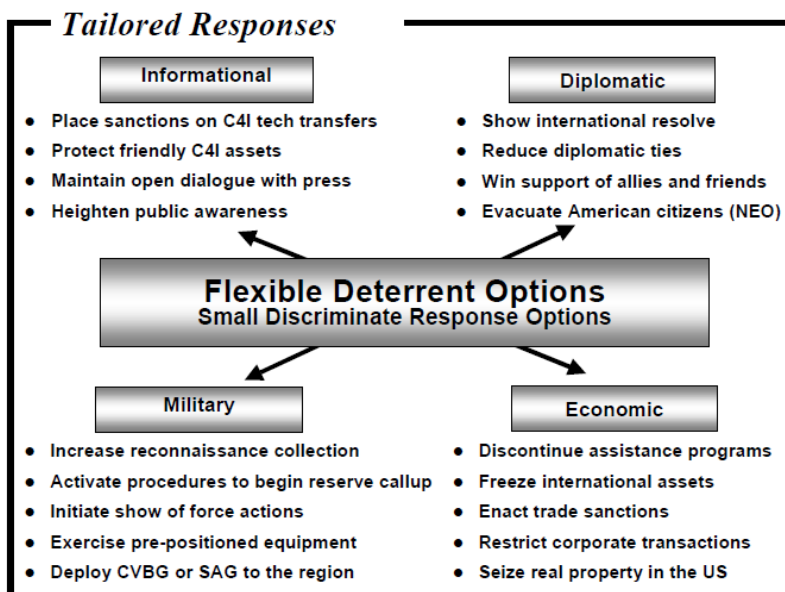 Tailored Responses
Informational
● Place sanctions on C4I tech transfers
● Protect friendly C4I assets
● Maintain open dialogue with press
● Heighten public awareness
Diplomatic
● Show international resolve
● Reduce diplomatic ties
● Win support of allies and friends
● Evacuate American citizens (NEO)
Flexible Deterrent Options
Small Discriminate Response Options
Military
● Increase reconnaissance collection
● Activate procedures to begin reserve callup
● Initiate show of force actions
● Exercise pre-positioned equipment
● Deploy CVBG or SAG to the region
Economic
● Discontinue assistance programs
● Freeze international assets
● Enact trade sanctions
● Restrict corporate transactions
● Seize real property in the US